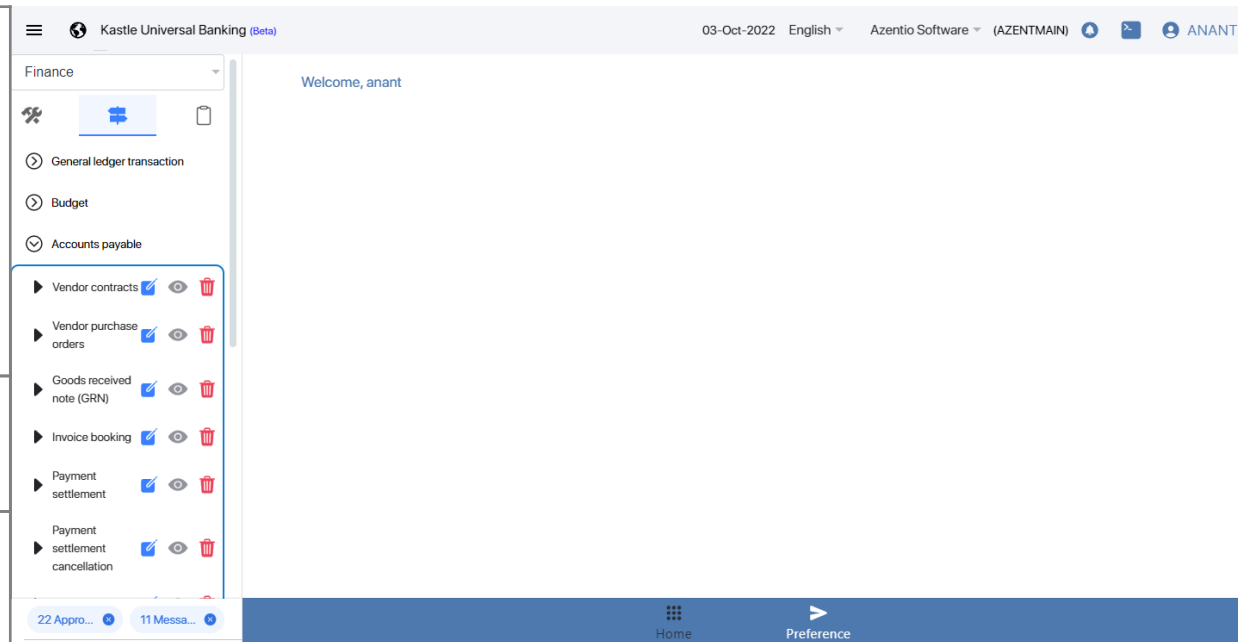 Kastle Universal Banking (Beta)
03-Oct-2022 English Azentio Software (AZENTMAIN) ANANT
Finance
Welcome, anant
General ledger transaction
Budget
Accounts payable
Vendor contracts
Vendor purchase
orders
Goods received
note (GRN)
Invoice booking
Payment
settlement
Payment
settlement
cancellation
22 Appro... 11 Messa...
Home Preference